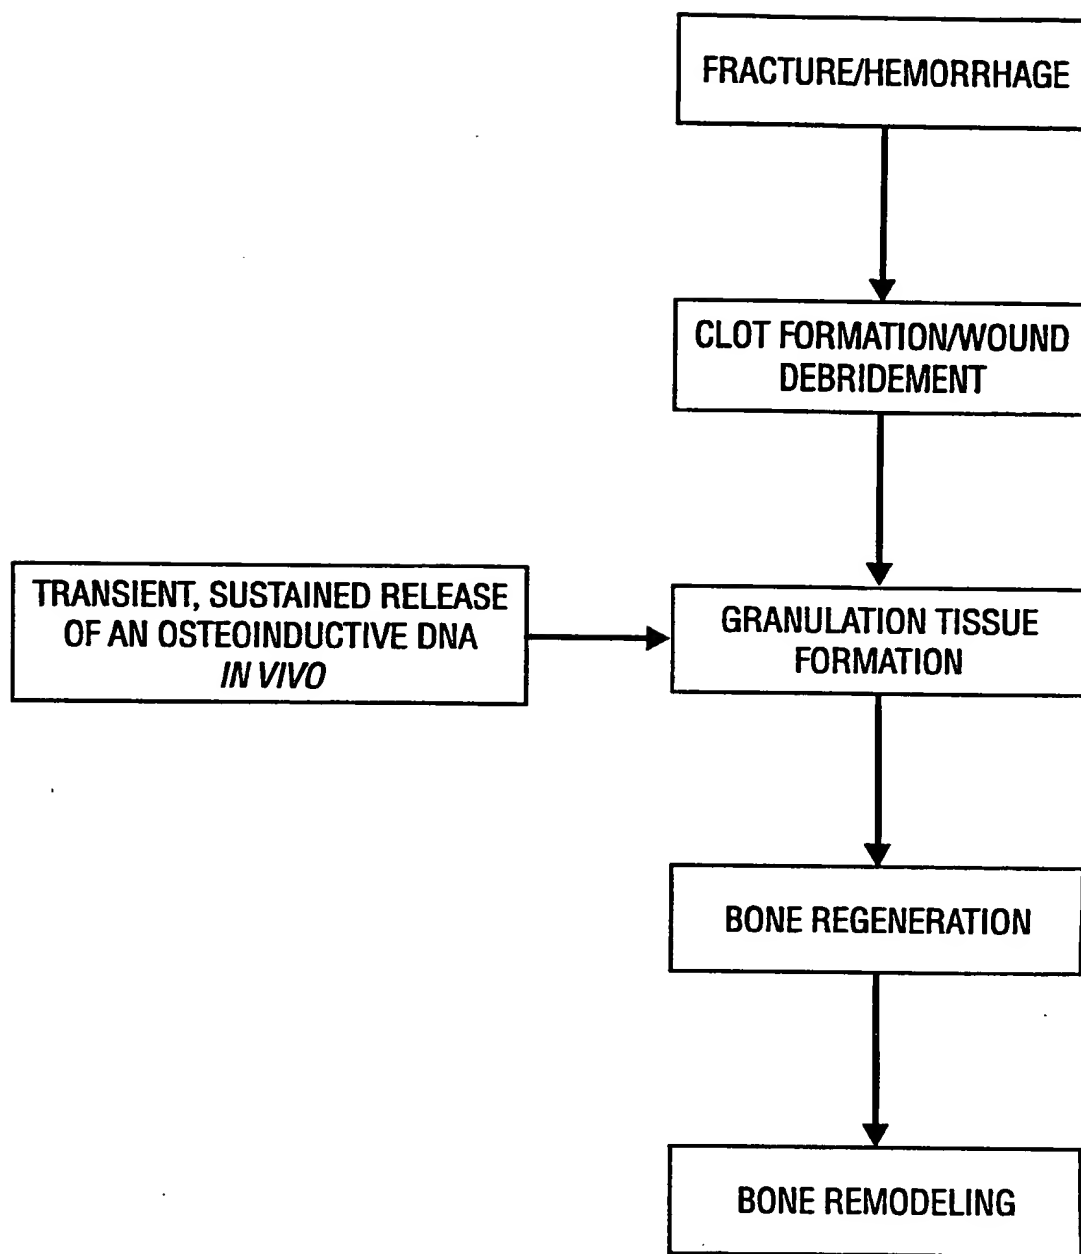 FRACTURE/HEMORRHAGE
CLOT FORMATION/WOUND
DEBRIDEMENT
TRANSIENT, SUSTAINED RELEASE
OF AN OSTEOINDUCTIVE DNA
IN VIVO
GRANULATION TISSUE
FORMATION
BONE REGENERATION
BONE REMODELING